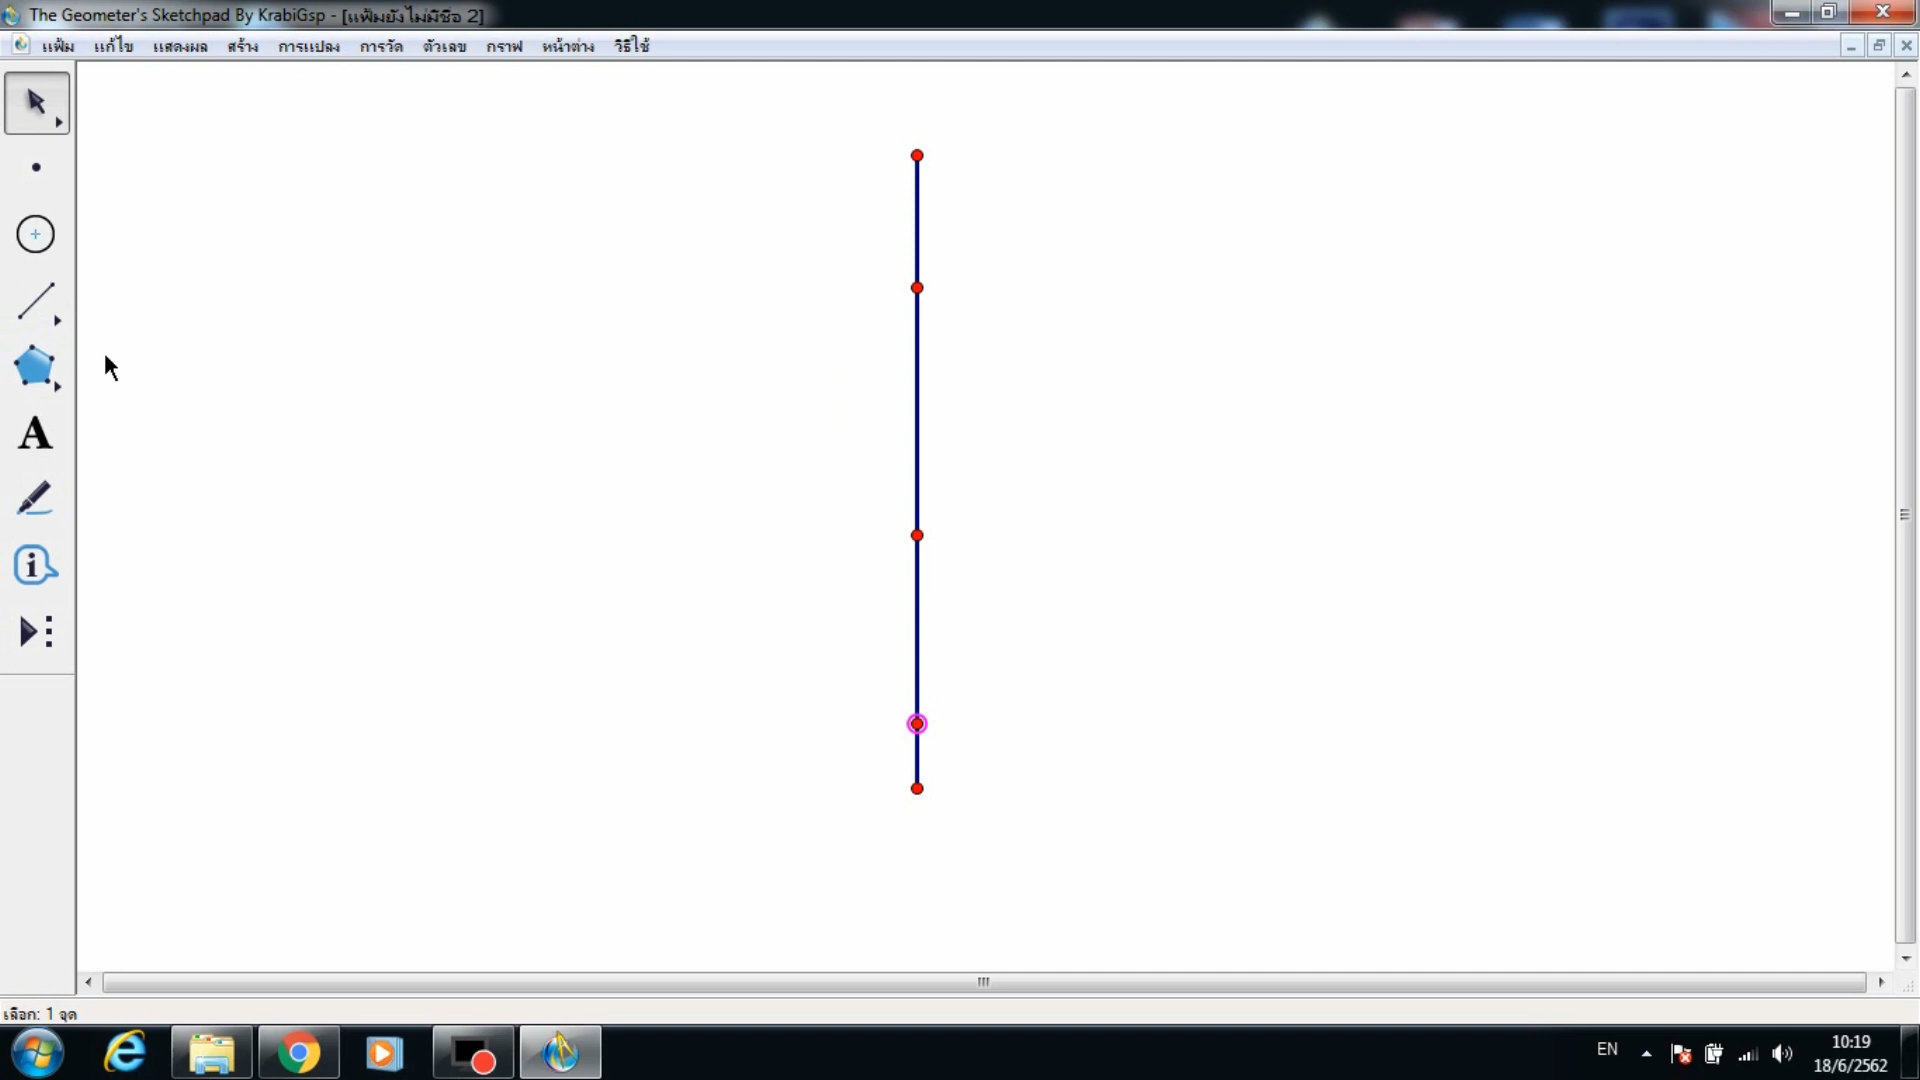 The Geometer's Sketchpad By KrabiGsp - [แฟ้มยังไม่มีชื่อ 2]
แฟ้ม แก้ไข แสดงผล สร้าง การแปลง การวัด ตัวเลข กราฟ หน้าต่าง วิธีใช้
A
i
เลือก: 1 จุด
EN
10:19
18/6/2562